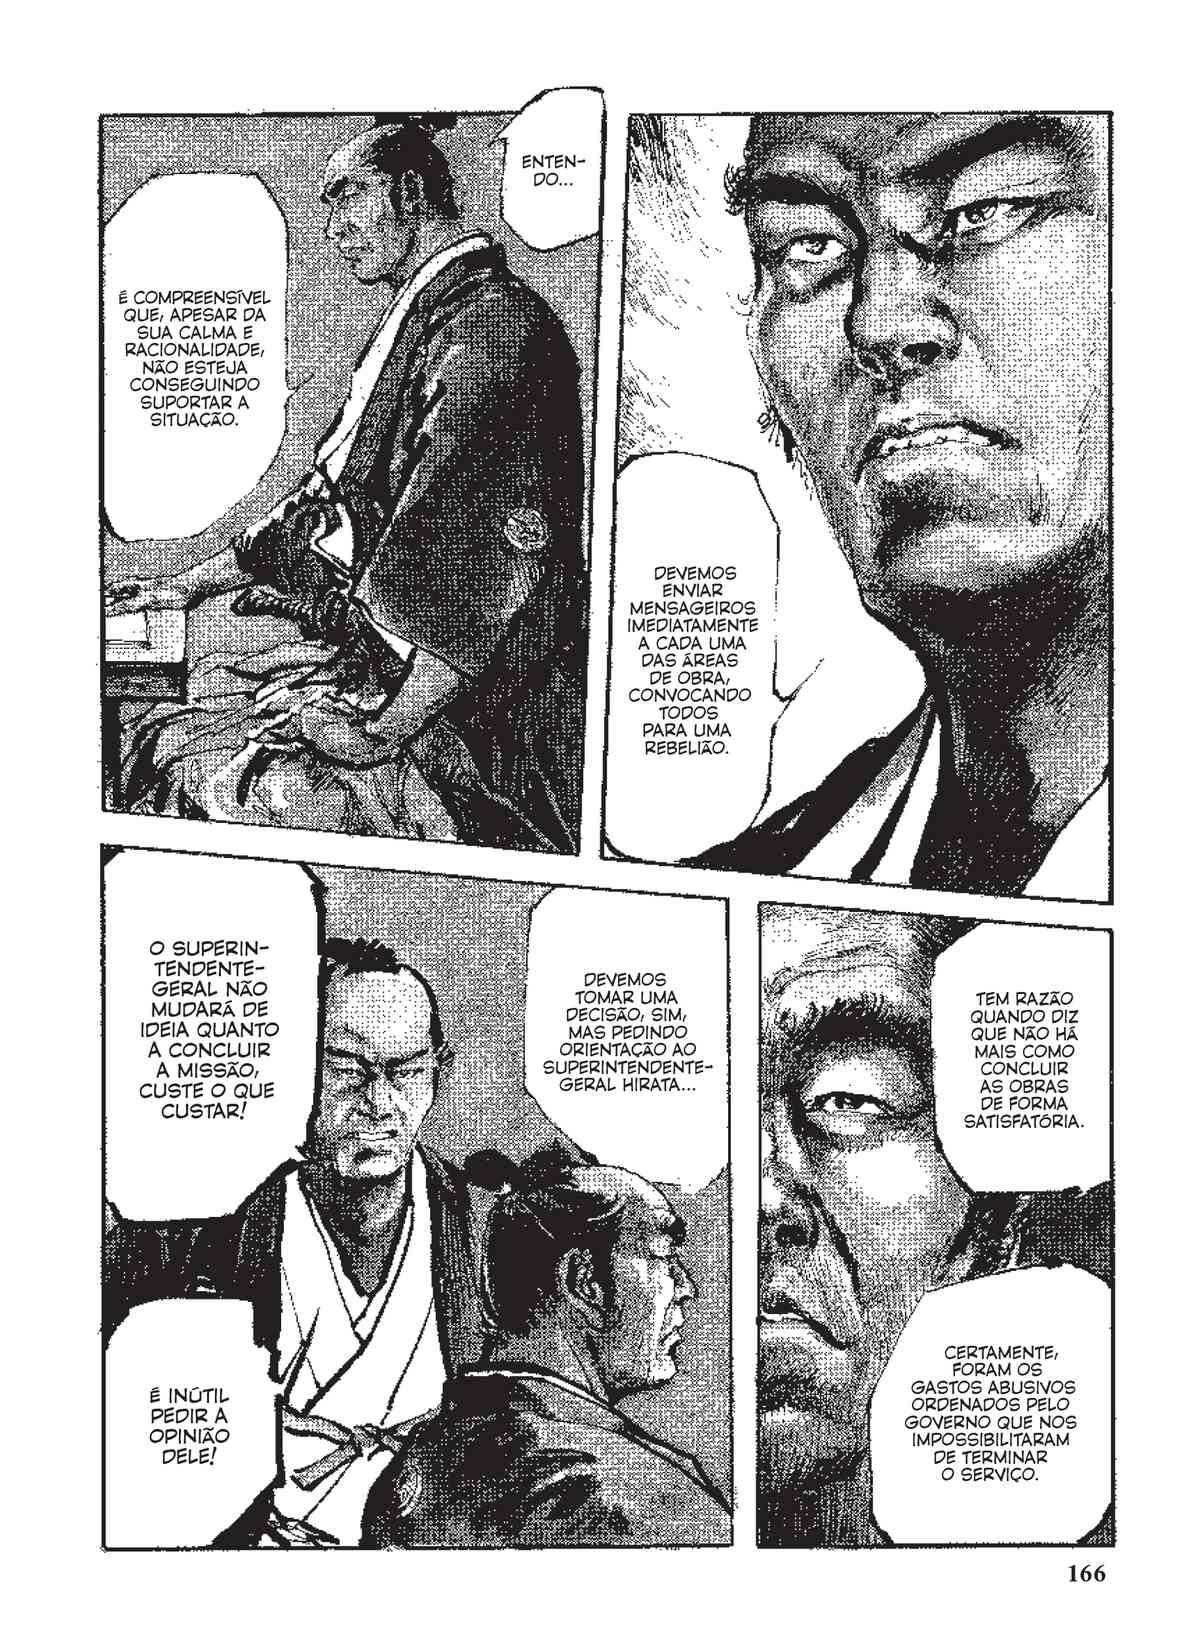 DEVEMOS
ENVIAR
MENSAGEIROS
IMEDIATAMENTE
A CADA UMA
DAS ÁREAS
DE OBRA,
CONVOCANDO
TODOS
PARA UMA
REBELIÃO.
ENTEN-
DO...
É COMPREENSÍVEL
QUE, APESAR DA
SUA CALMA E
RACIONALIDADE,
NÃO ESTEJA
CONSEGUINDO
SUPORTAR A
SITUAÇÃO.
TEM RAZÃO
QUANDO DIZ
QUE NÃO HÁ
MAIS COMO
CONCLUIR
AS OBRAS
DE FORMA
SATISFATÓRIA.
CERTAMENTE,
FORAM OS
GASTOS ABUSIVOS
ORDENADOS PELO
GOVERNO QUE NOS
IMPOSSIBILITARAM
DE TERMINAR
O SERVIÇO.
DEVEMOS
TOMAR UMA
DECISÃO, SIM,
MAS PEDINDO
ORIENTAÇÃO AO
SUPERINTENDENTE-
GERAL HIRATA...
O SUPERIN-
TENDENTE-
GERAL NÃO
MUDARÁ DE
IDEIA QUANTO
A CONCLUIR
A MISSÃO,
CUSTE O QUE
CUSTAR!
É INÚTIL
PEDIR A
OPINIÃO
DELE!
166